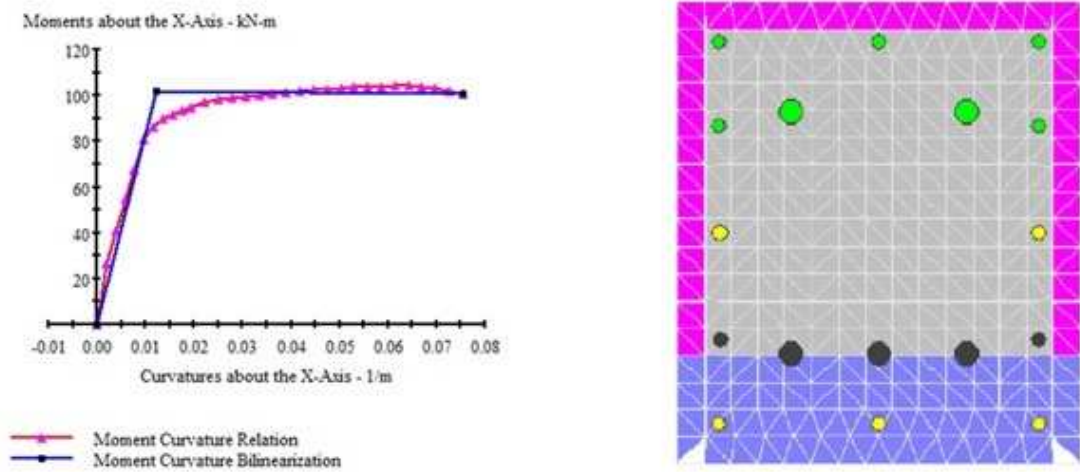 Moments about the X-Axis - kN-m
120
100
80
60
40
20
-0.01 0.00 0.01 0.02 0.03 0.04 0.05 0.06 0.07 0.08
Curvatures about the X-Axis - 1/m
Moment Curvature Relation
Moment Curvature Bilinearization